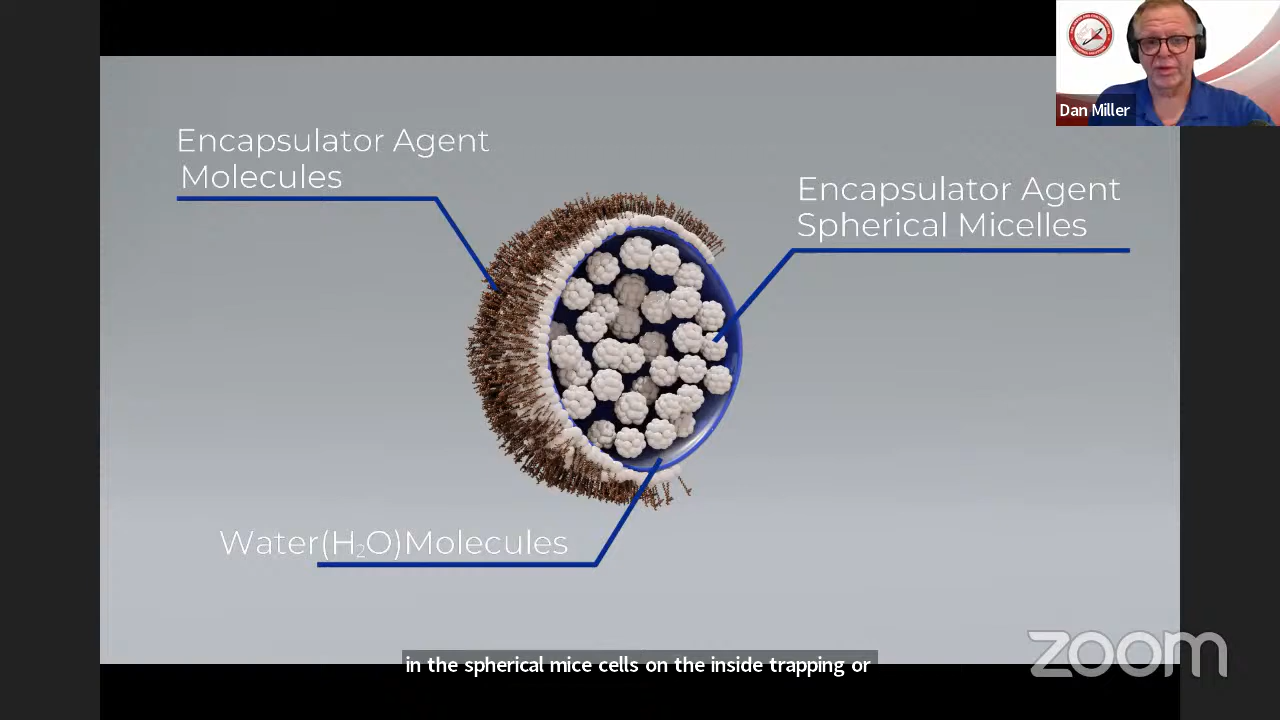 Encapsulator Agent
Molecules
Encapsulator Agent
Spherical Micelles
Water(H₂O)Molecules
Dan Miller
in the spherical mice cells on the inside trapping or
zoom